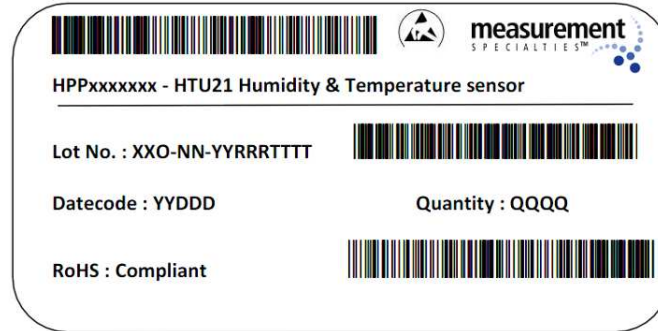 measurement
SPECIALTIES™
HPPxxxxxxx - HTU21 Humidity & Temperature sensor
Lot No. : XXO-NN-YYRRRTTTT
Datecode : YYDDD
Quantity : QQQQ
RoHS : Compliant